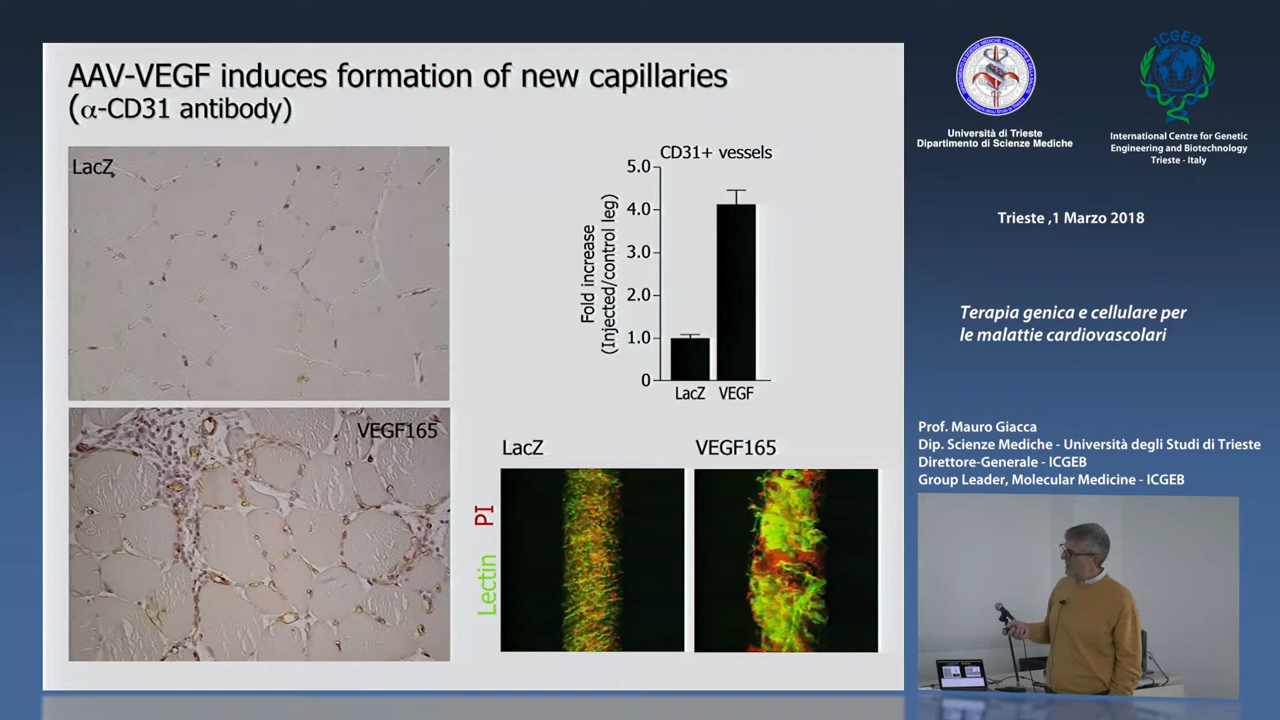 AAV-VEGF induces formation of new capillaries
(α-CD31 antibody)
LacZ
VEGF165
CD31+ vessels
Fold increase
(Injected/control leg)
5.0
4.0
3.0
2.0
1.0
0
LacZ VEGF
LacZ
VEGF165
Lectin PI
Università di Trieste
Dipartimento di Scienze Mediche
ICGEB
International Centre for Genetic
Engineering and Biotechnology
Trieste - Italy
Trieste ,1 Marzo 2018
Terapia genica e cellulare per
le malattie cardiovascolari
Prof. Mauro Giacca
Dip. Scienze Mediche - Università degli Studi di Trieste
Direttore-Generale - ICGEB
Group Leader, Molecular Medicine - ICGEB